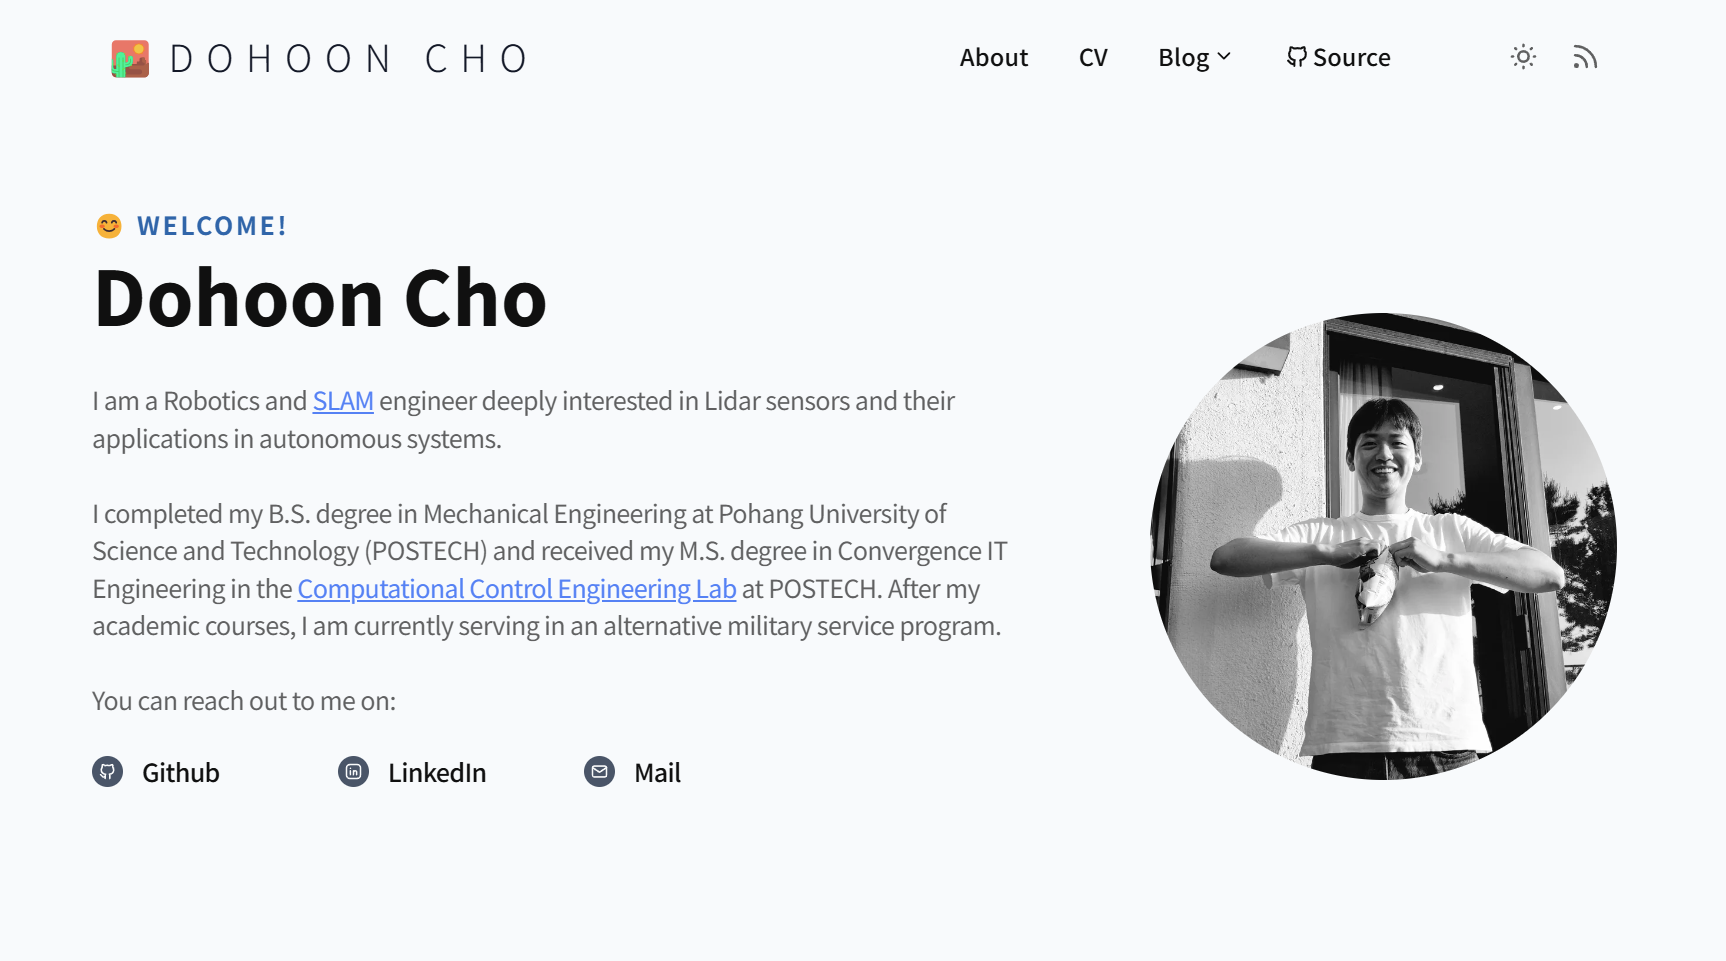 DOHOON CHO
About
CV
Blog
Source
WELCOME!
Dohoon Cho
I am a Robotics and SLAM engineer deeply interested in Lidar sensors and their
applications in autonomous systems.
I completed my B.S. degree in Mechanical Engineering at Pohang University of
Science and Technology (POSTECH) and received my M.S. degree in Convergence IT
Engineering in the Computational Control Engineering Lab at POSTECH. After my
academic courses, I am currently serving in an alternative military service program.
You can reach out to me on:
Github
LinkedIn
Mail